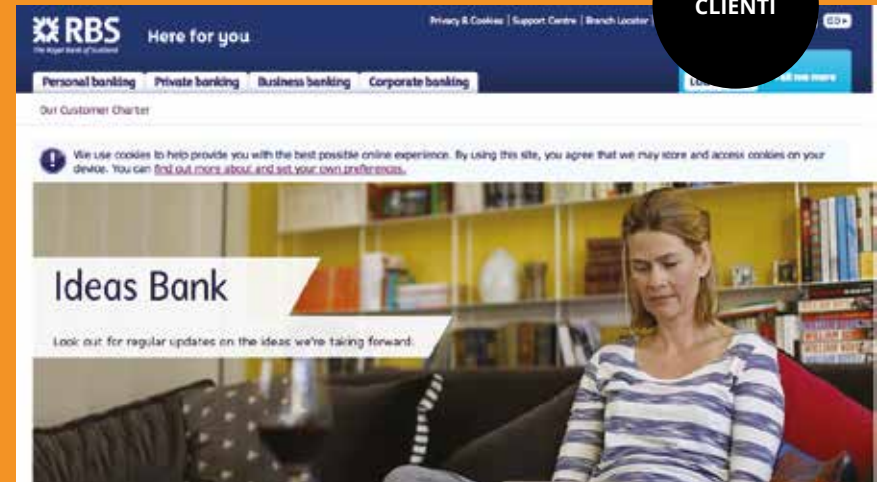 CLIENTI
RBS
The Royal Bank of Scotland
Here for you
Privacy & Cookies | Support Centre | Branch Locator |
GO
Personal banking Private banking Business banking Corporate banking
me more
Our Customer Charter
We use cookies to help provide you with the best possible online experience. By using this site, you agree that we may store and access cookies on your
device. You can find out more about and set your own preferences.
Ideas Bank
Look out for regular updates on the ideas we're taking forward.